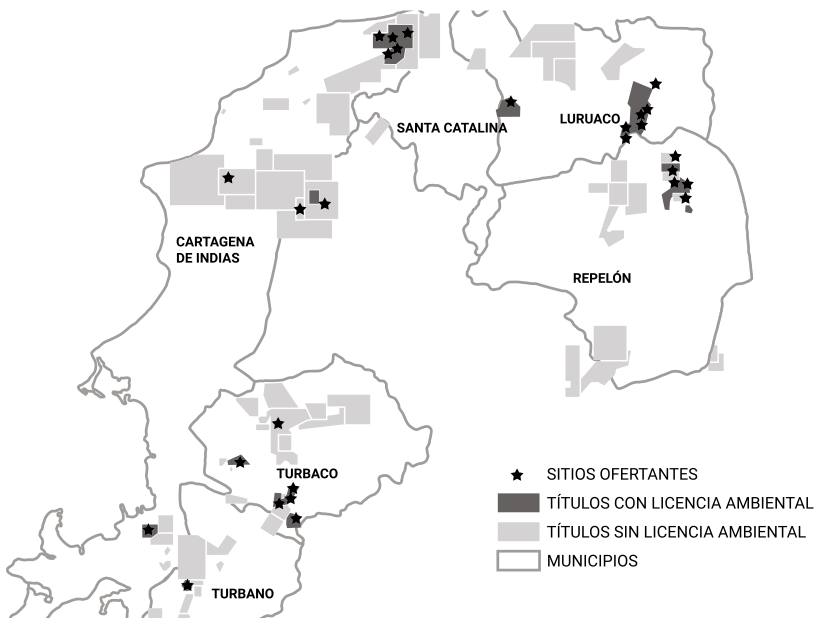 SANTA CATALINA
LURUACO
CARTAGENA
DE INDIAS
REPELÓN
TURBACO
SITIOS OFERTANTES
TÍTULOS CON LICENCIA AMBIENTAL
TÍTULOS SIN LICENCIA AMBIENTAL
MUNICIPIOS
TURBANO